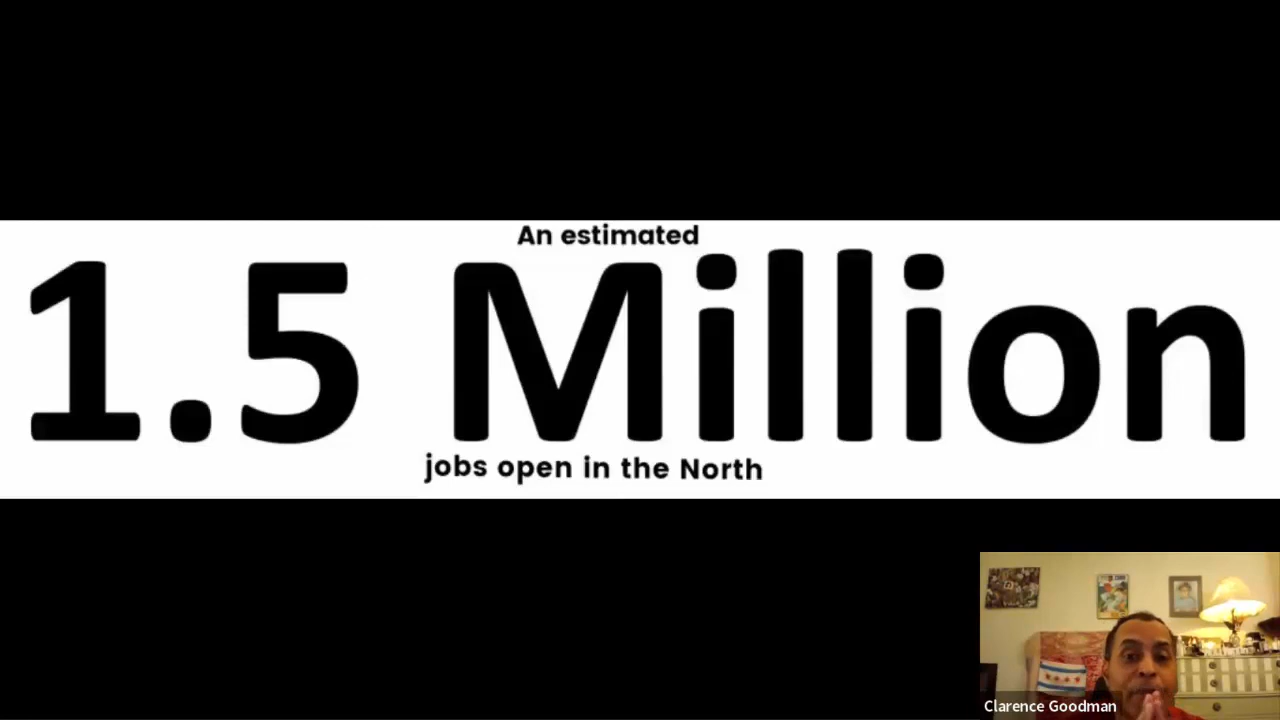 An estimated
1.5 Million
jobs open in the North
Clarence Goodman